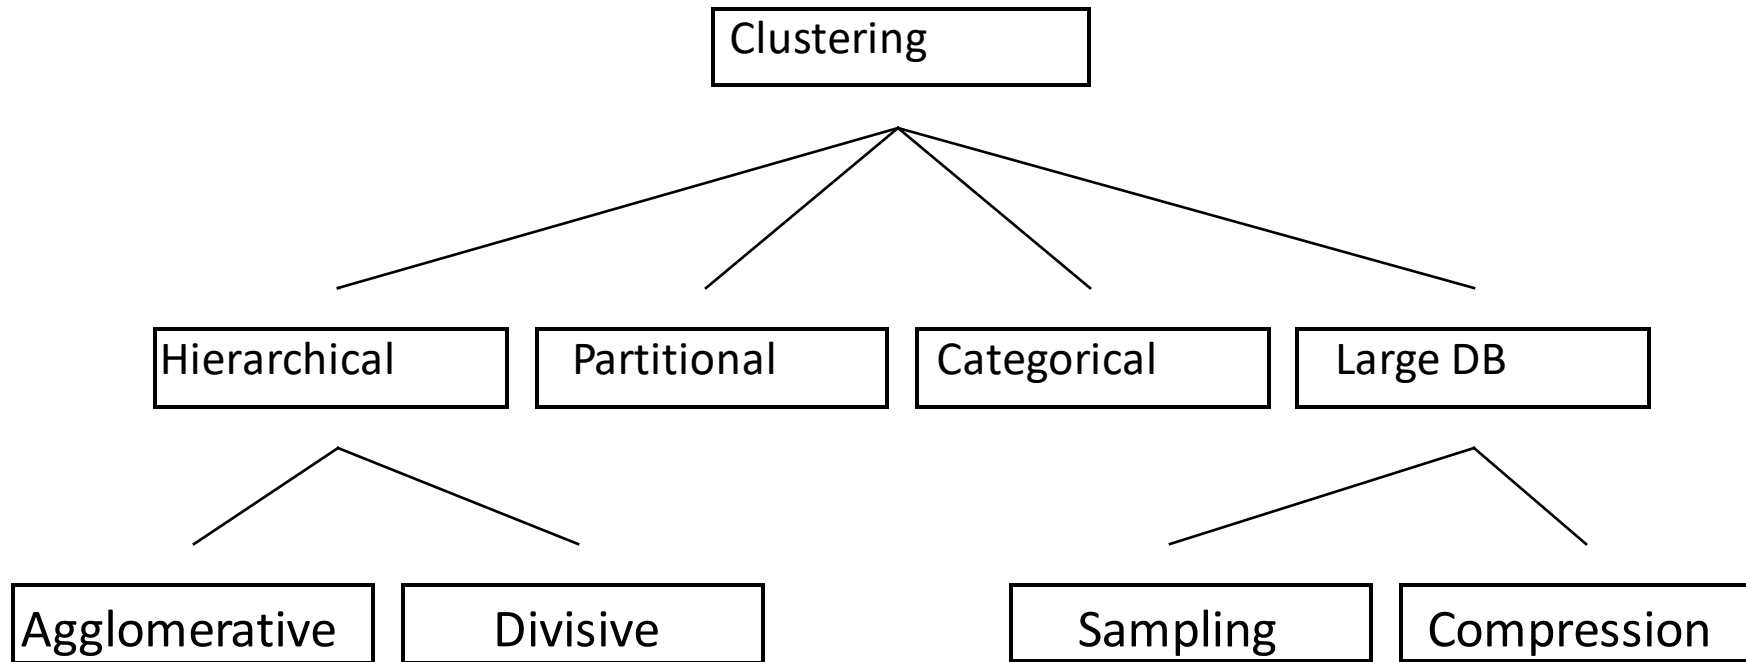 Clustering
Hierarchical
Partitional
Categorical
Large DB
Agglomerative
Divisive
Sampling
Compression